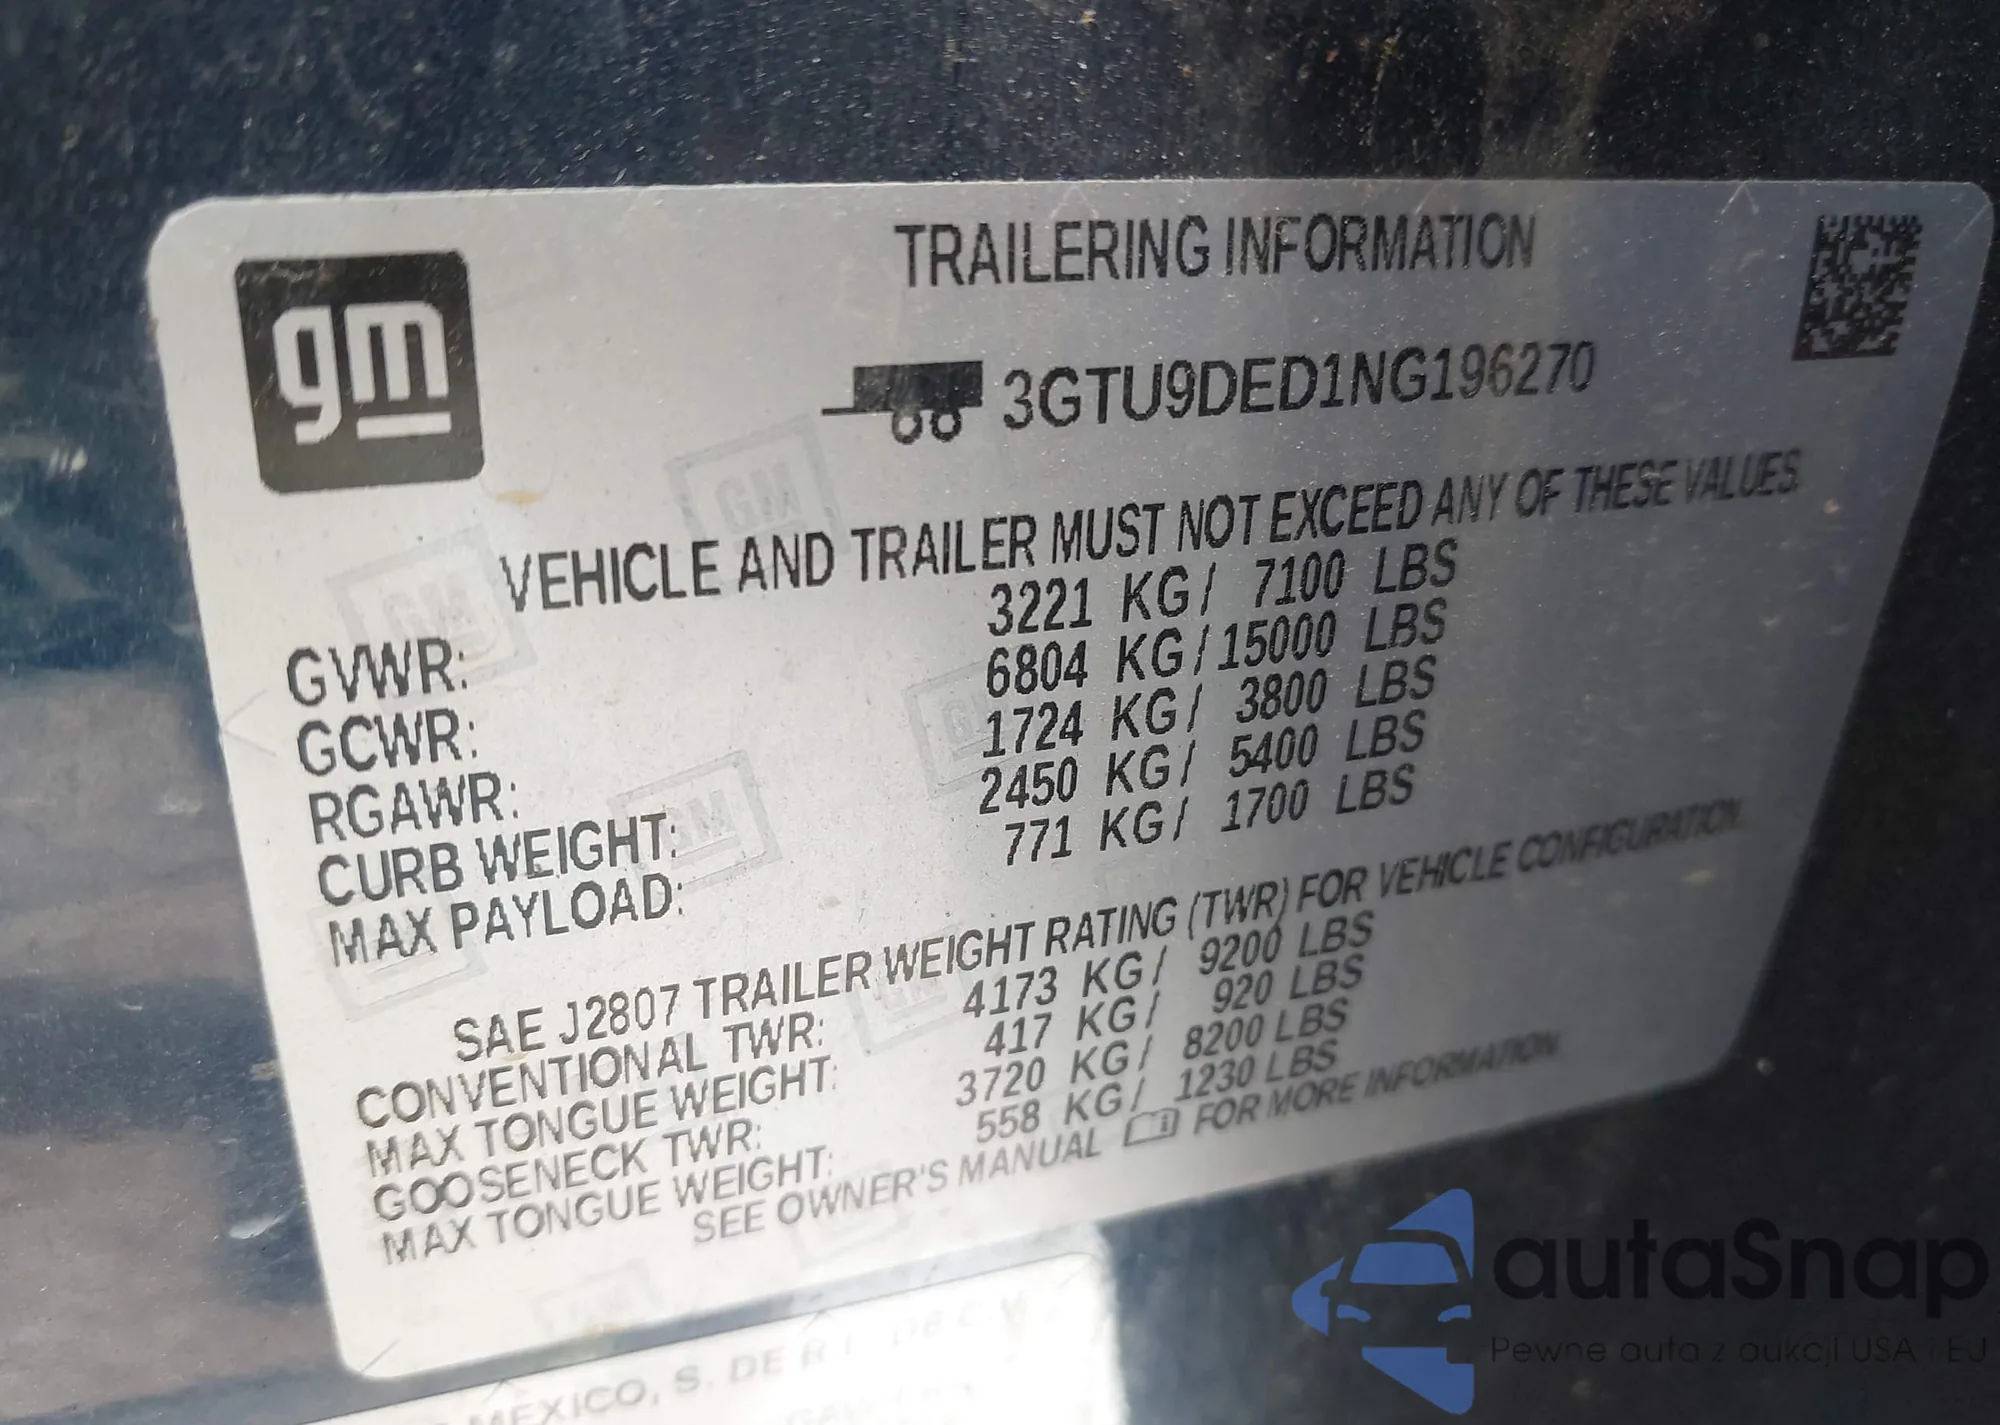 gm
TRAILERING INFORMATION
3GTU9DED1NG196270
VEHICLE AND TRAILER MUST NOT EXCEED ANY OF THESE VALUES.
GVWR: 3221 KG/ 7100 LBS
GCWR: 6804 KG/15000 LBS
RGAWR: 1724 KG/ 3800 LBS
CURB WEIGHT: 2450 KG/ 5400 LBS
MAX PAYLOAD: 771 KG/ 1700 LBS
SAE J2807 TRAILER WEIGHT RATING (TWR) FOR VEHICLE CONFIGURATION.
CONVENTIONAL TWR: 4173 KG/ 9200 LBS
MAX TONGUE WEIGHT: 417 KG/ 920 LBS
GOOSENECK TWR: 3720 KG/ 8200 LBS
MAX TONGUE WEIGHT: 558 KG/ 1230 LBS
SEE OWNER'S MANUAL FOR MORE INFORMATION.
MEXICO, S. DE R.L. DE C.V.
autaSnap
Pewne auta z aukcji USA i EU